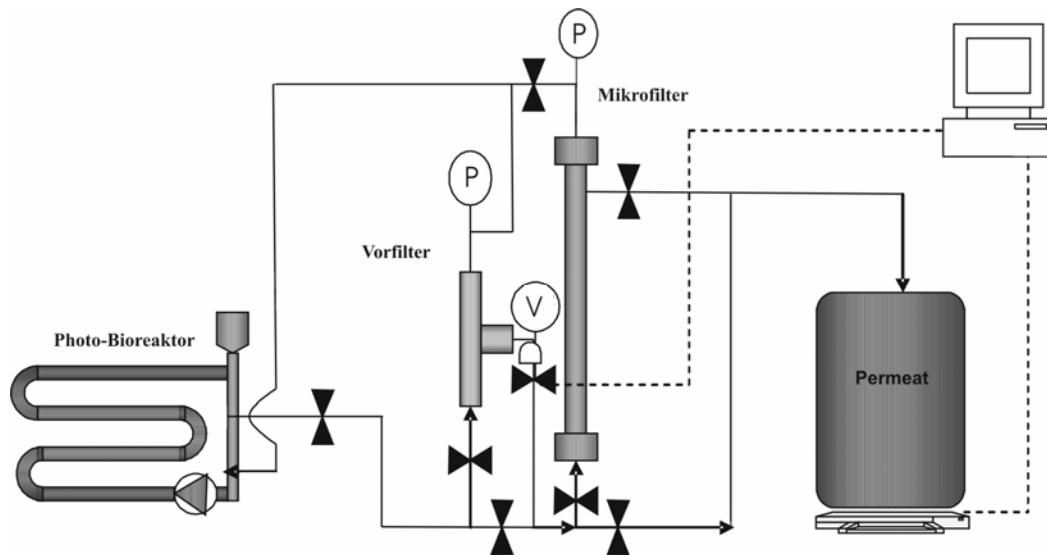 P
Mikrofilter
P
Vorfilter
V
Photo-Bioreaktor
Permeat